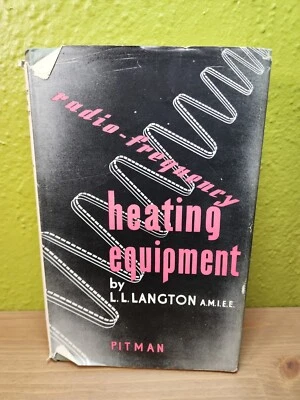 radio-frequency
heating
equipment
by
L.L.LANGTON A.M.I.E.E.
PITMAN